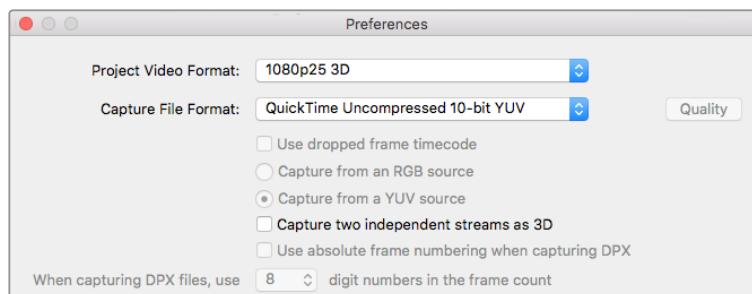 Preferences
Project Video Format: 1080p25 3D
Capture File Format: QuickTime Uncompressed 10-bit YUV Quality
Use dropped frame timecode
Capture from an RGB source
Capture from a YUV source
Capture two independent streams as 3D
Use absolute frame numbering when capturing DPX
When capturing DPX files, use 8 digit numbers in the frame count